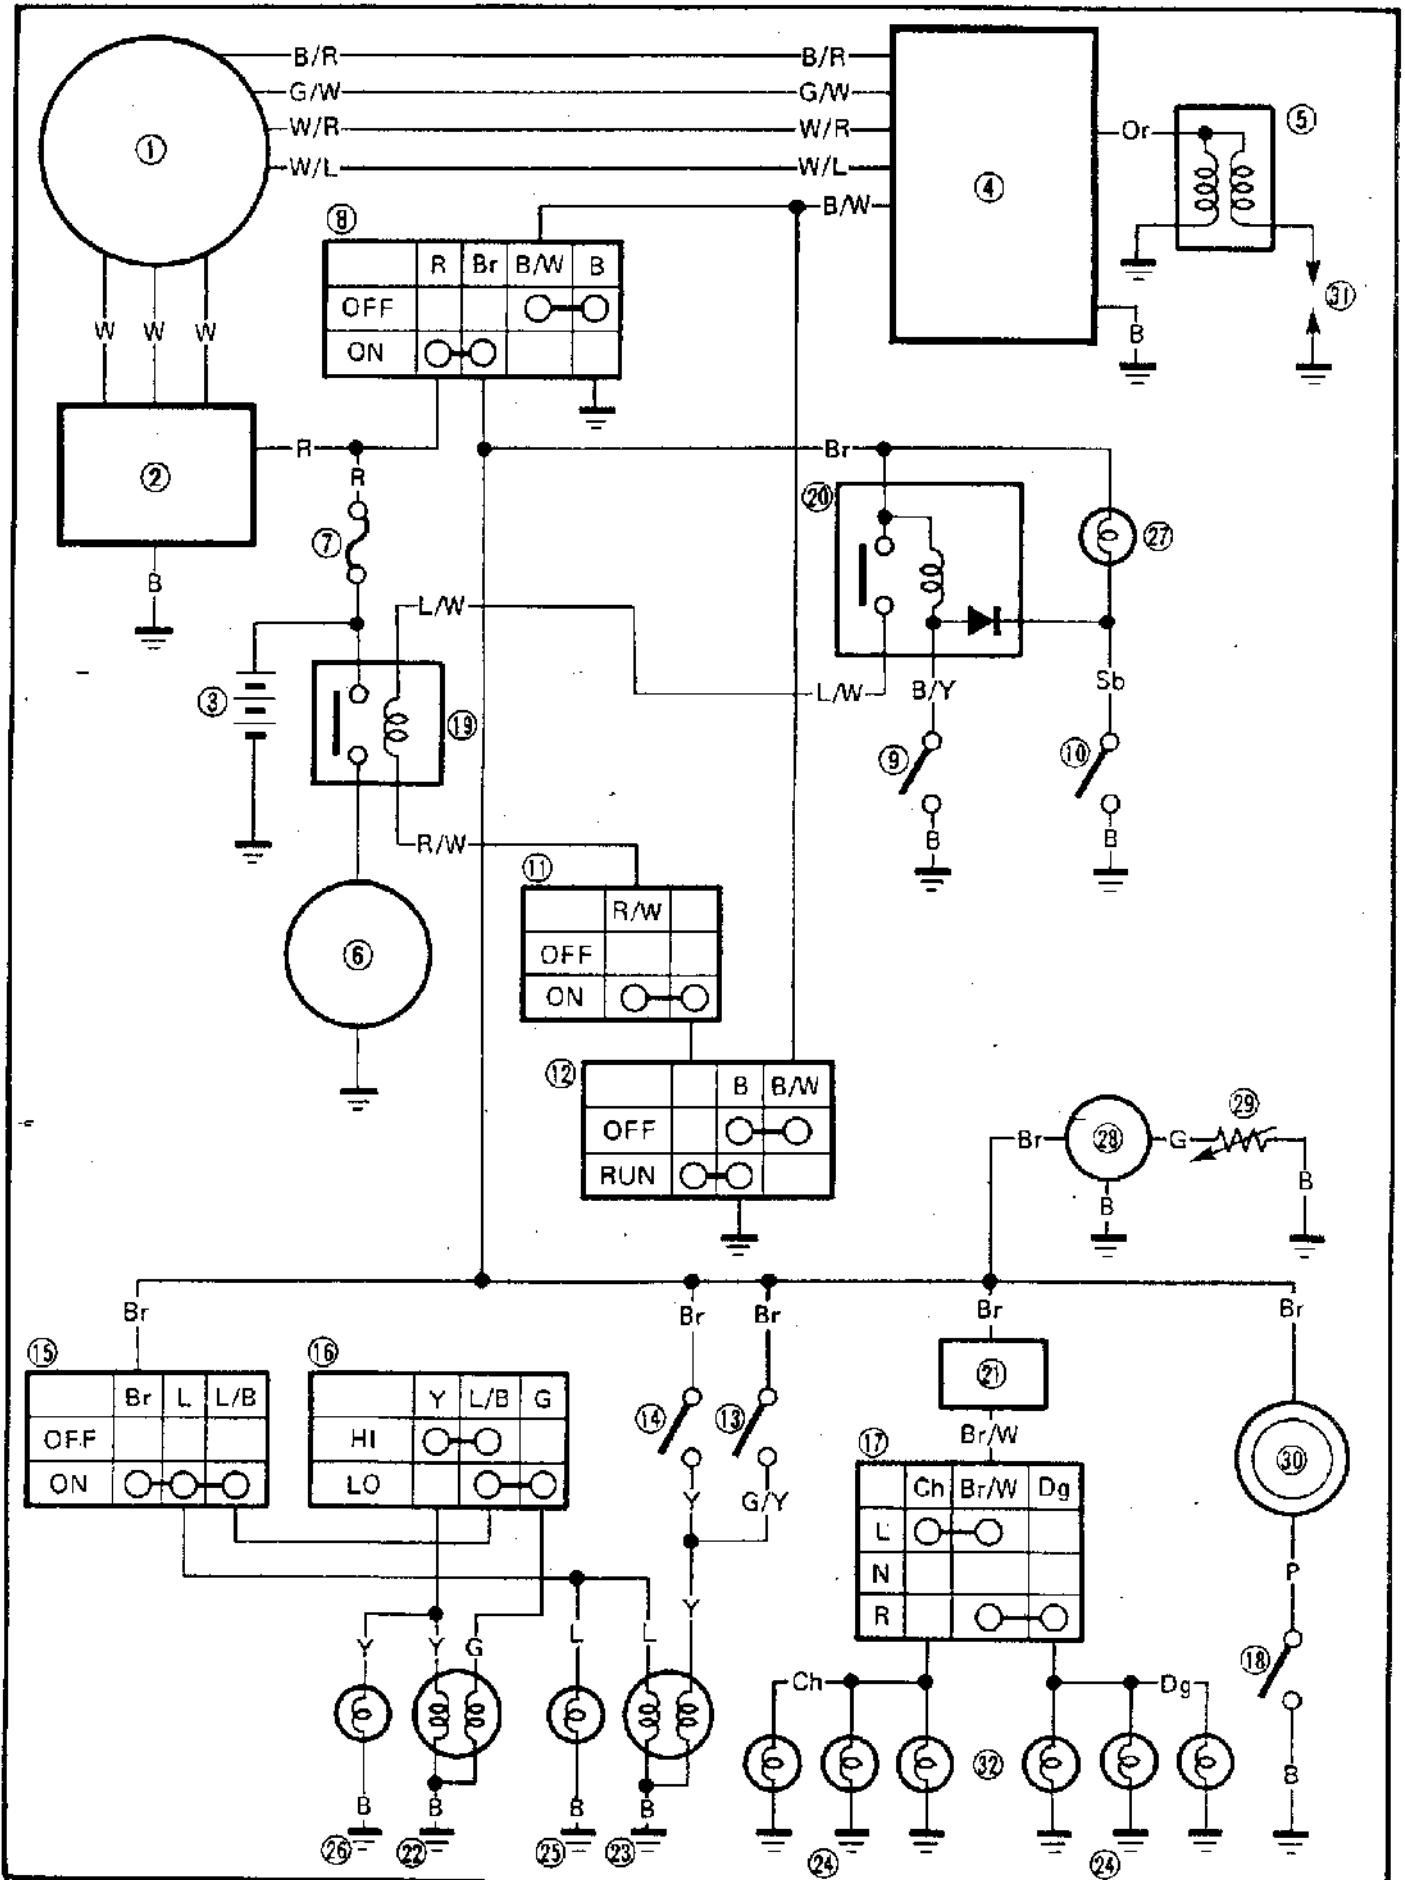 B/R B/R
G/W G/W
①
W/R W/R
Or
⑤
W/L W/L
④
B/W
⑧
R Br B/W B
OFF
ON
㉛
W W W
B
R
Br
②
R
⑳
⑦
㉗
B
L/W
③
⑲
L/W B/Y Sb
⑨ ⑩
R/W
B B
⑪
R/W
OFF
ON
⑥
⑫
B B/W
OFF
RUN
Br ㉘ G ㉙
B B
Br Br Br Br Br
⑮ ⑯
Br L L/B
OFF
ON
Y L/B G
HI
LO
⑭ ⑬
㉑
Br/W
Y G/Y
⑰
Ch Br/W Dg
L
N
R
㉚
P
Y Y G L L Y
⑱
Ch Dg
㉜
B B B B B
㉖ ㉒ ㉕ ㉓ ㉔ ㉔